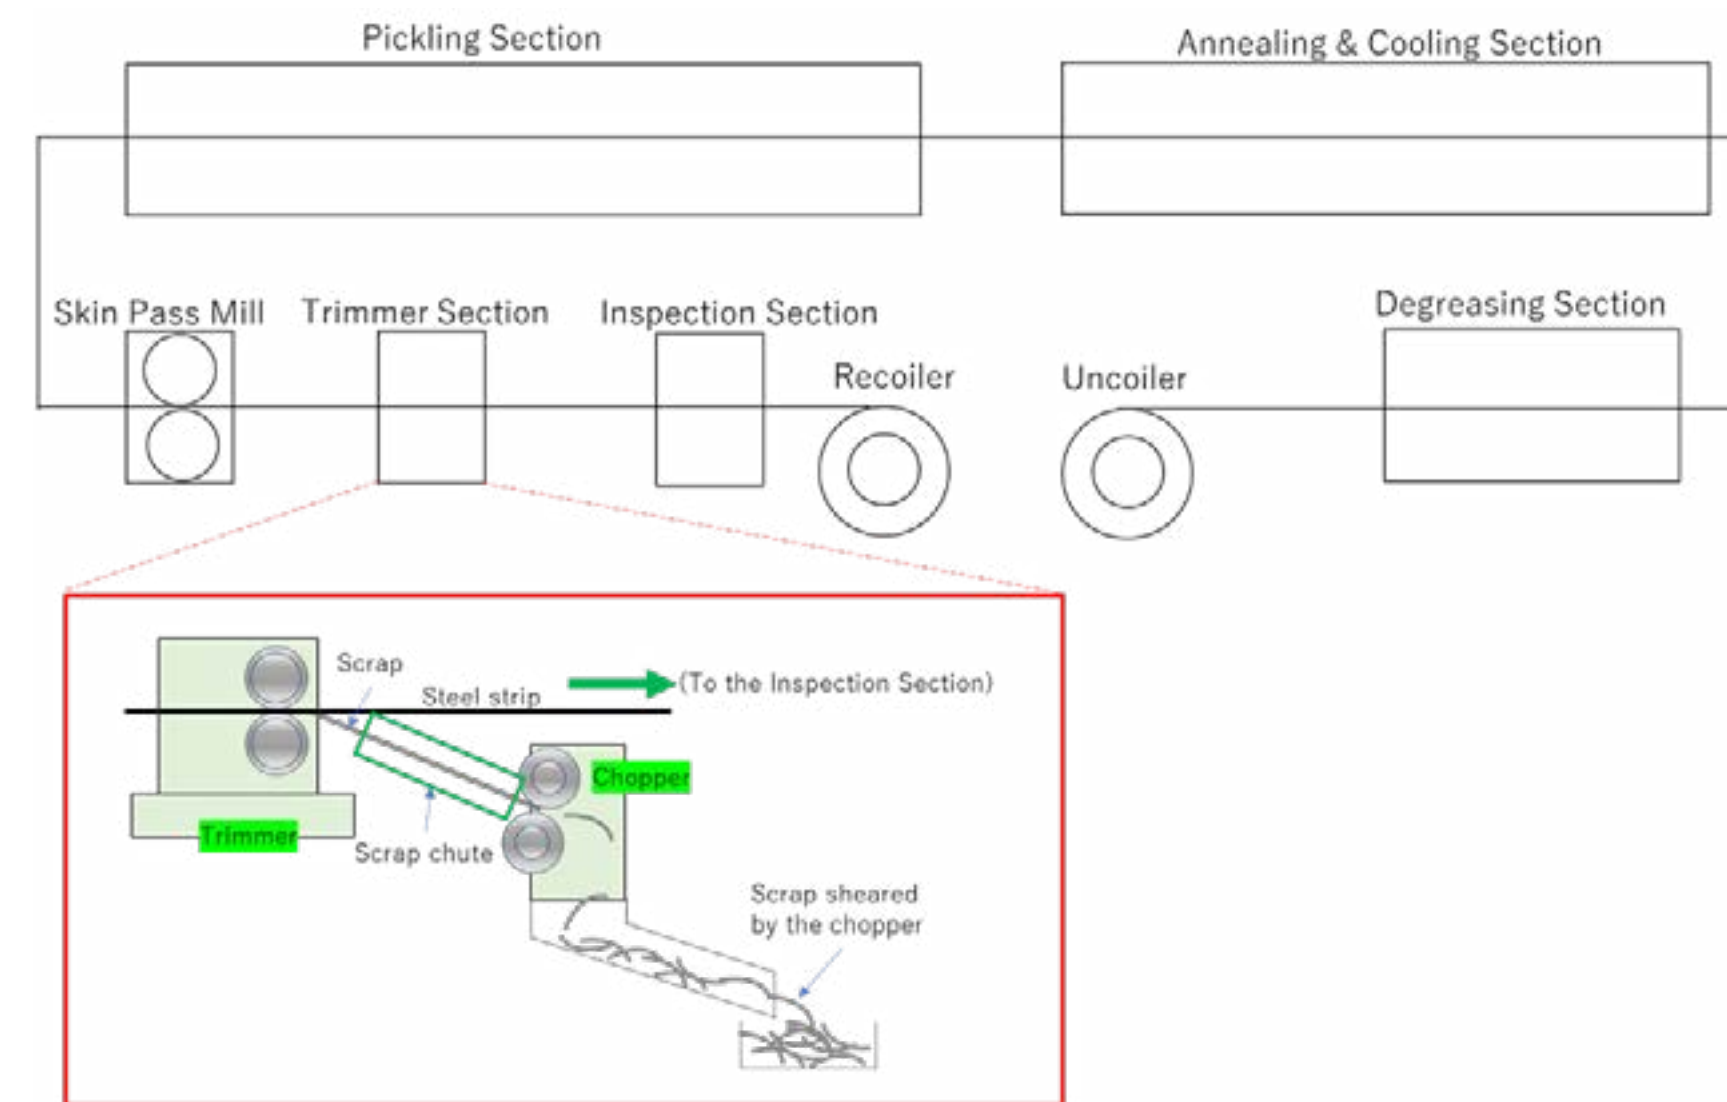 Pickling Section
Annealing & Cooling Section
Skin Pass Mill
Trimmer Section
Inspection Section
Degreasing Section
Recoiler
Uncoiler
Scrap
Steel strip
(To the Inspection Section)
Chopper
Trimmer
Scrap chute
Scrap sheared
by the chopper